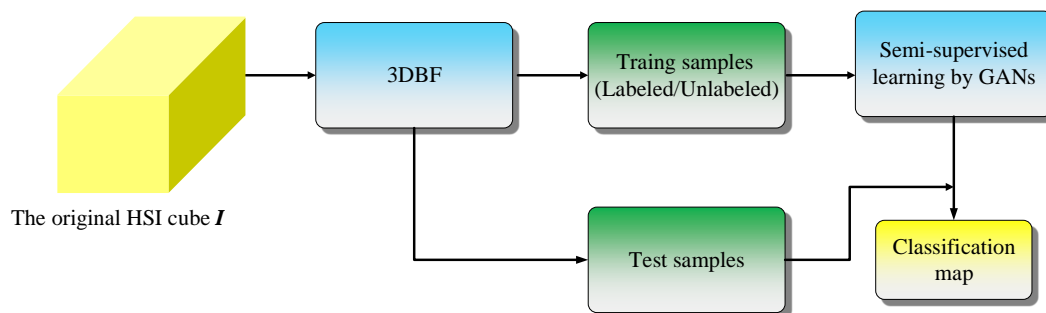 3DBF
Traing samples
(Labeled/Unlabeled)
Semi-supervised
learning by GANs
The original HSI cube I
Test samples
Classification
map